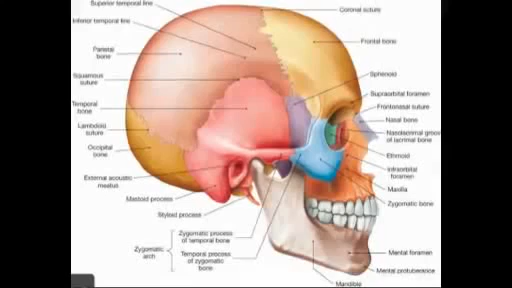 Superior temporal line
Inferior temporal line
Parietal
bone
Squamous
suture
Temporal
bone
Lambdoid
suture
Occipital
bone
External acoustic
meatus
Mastoid process
Styloid process
Zygomatic
arch
Zygomatic process
of temporal bone
Temporal process
of zygomatic
bone
Coronal suture
Frontal bone
Sphenoid
Supraorbital foramen
Frontonasal suture
Nasal bone
Nasolacrimal groove
of lacrimal bone
Ethmoid
Infraorbital
foramen
Maxilla
Zygomatic bone
Mental foramen
Mental protuberance
Mandible